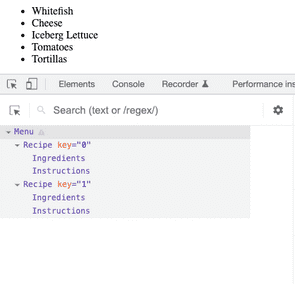 Whitefish
Cheese
Iceberg Lettuce
Tomatoes
Tortillas
Elements Console Recorder Performance ins
Search (text or /regex/)
Menu
Recipe key="0"
Ingredients
Instructions
Recipe key="1"
Ingredients
Instructions